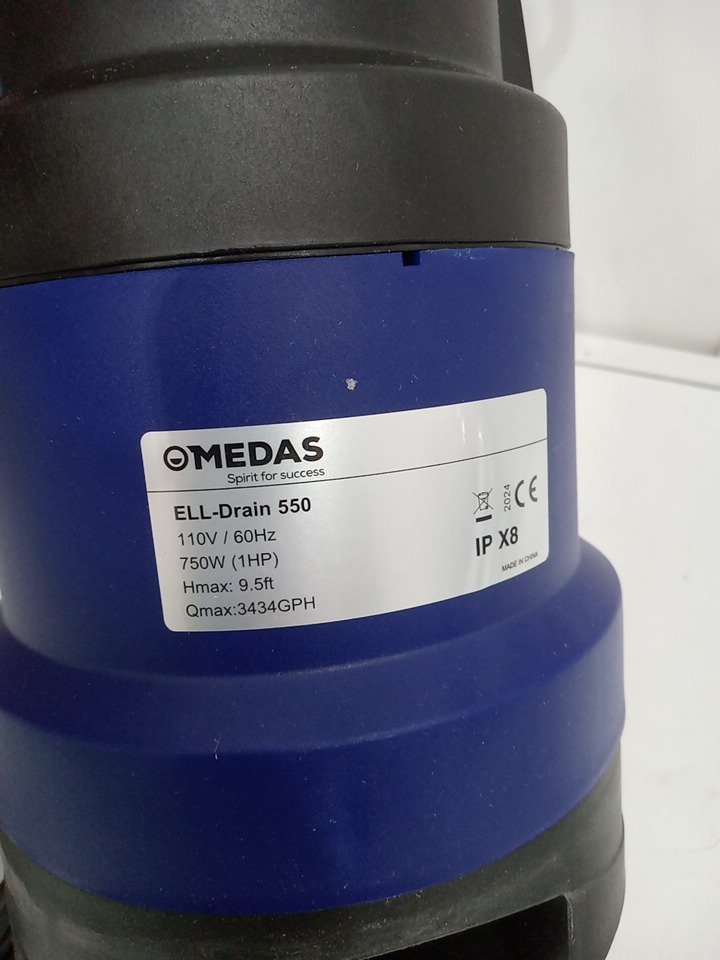 OMEDAS
Spirit for success
ELL-Drain 550
110V / 60Hz
750W (1HP)
Hmax: 9.5ft
Qmax:3434GPH
2024
CE
IP X8
MADE IN CHINA